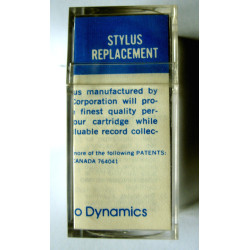 STYLUS
REPLACEMENT
us manufactured by
Corporation will pro-
finest quality per-
our cartridge while
luable record collec-
more of the following PATENTS:
CANADA 764041
o Dynamics